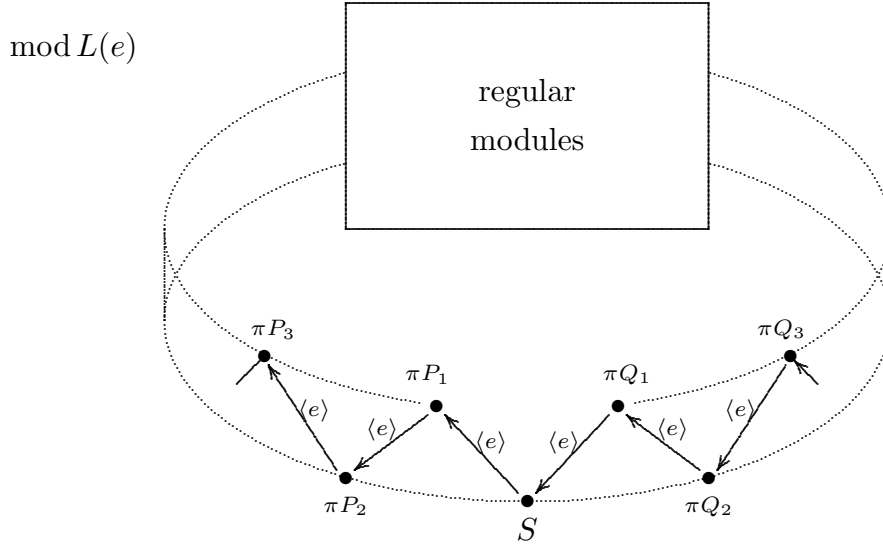 mod L(e)
regular
modules
πP₃
πQ₃
πP₁
πQ₁
⟨e⟩
⟨e⟩
⟨e⟩
⟨e⟩
⟨e⟩
⟨e⟩
πP₂
S
πQ₂